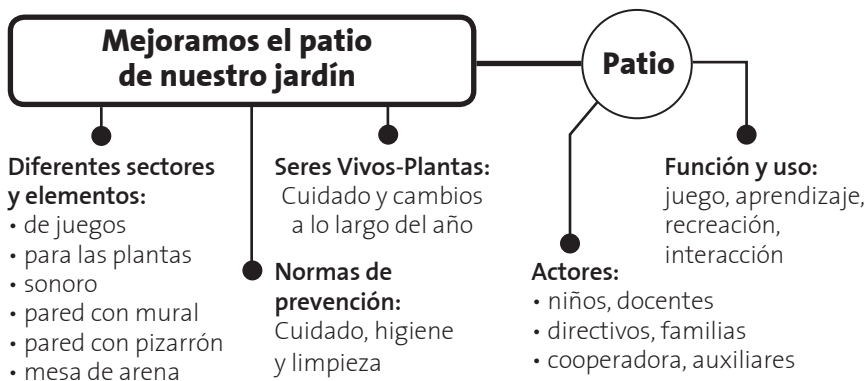 Mejoramos el patio
de nuestro jardín
Patio
Diferentes sectores
y elementos:
• de juegos
• para las plantas
• sonoro
• pared con mural
• pared con pizarrón
• mesa de arena
Seres Vivos-Plantas:
Cuidado y cambios
a lo largo del año
Normas de
prevención:
Cuidado, higiene
y limpieza
Actores:
• niños, docentes
• directivos, familias
• cooperadora, auxiliares
Función y uso:
juego, aprendizaje,
recreación,
interacción